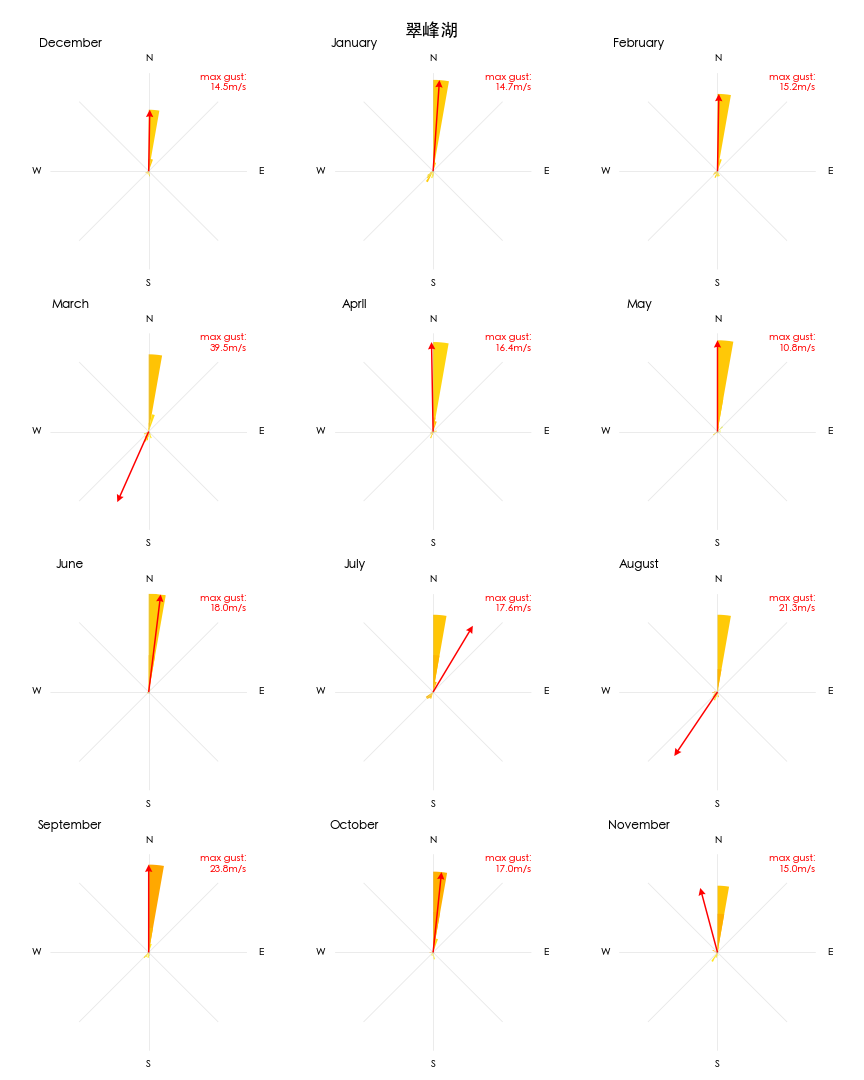 翠峰湖
December
N
max gust:
14.5m/s
W
E
S
January
N
max gust:
14.7m/s
W
E
S
February
N
max gust:
15.2m/s
W
E
S
March
N
max gust:
39.5m/s
W
E
S
April
N
max gust:
16.4m/s
W
E
S
May
N
max gust:
10.8m/s
W
E
S
June
N
max gust:
18.0m/s
W
E
S
July
N
max gust:
17.6m/s
W
E
S
August
N
max gust:
21.3m/s
W
E
S
September
N
max gust:
23.8m/s
W
E
S
October
N
max gust:
17.0m/s
W
E
S
November
N
max gust:
15.0m/s
W
E
S